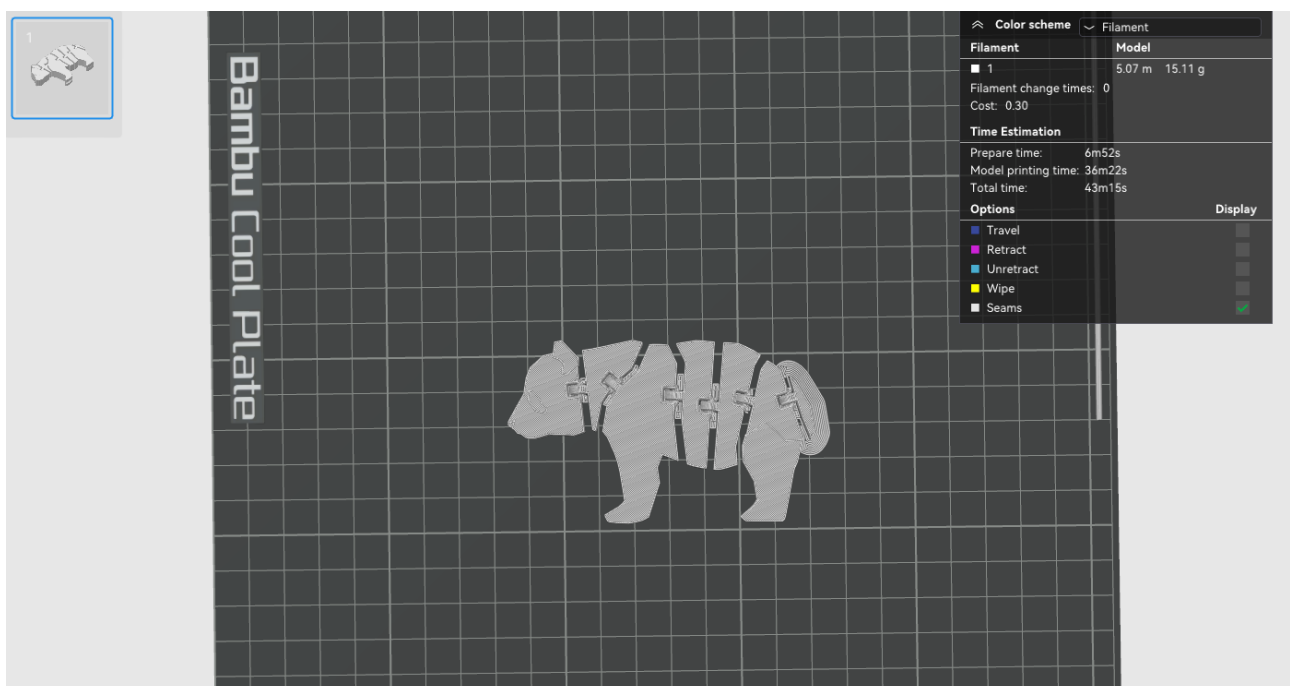 1
Bambu Cool Plate
Color scheme Filament
Filament Model
1 5.07 m 15.11 g
Filament change times: 0
Cost: 0.30
Time Estimation
Prepare time: 6m52s
Model printing time: 36m22s
Total time: 43m15s
Options Display
Travel
Retract
Unretract
Wipe
Seams